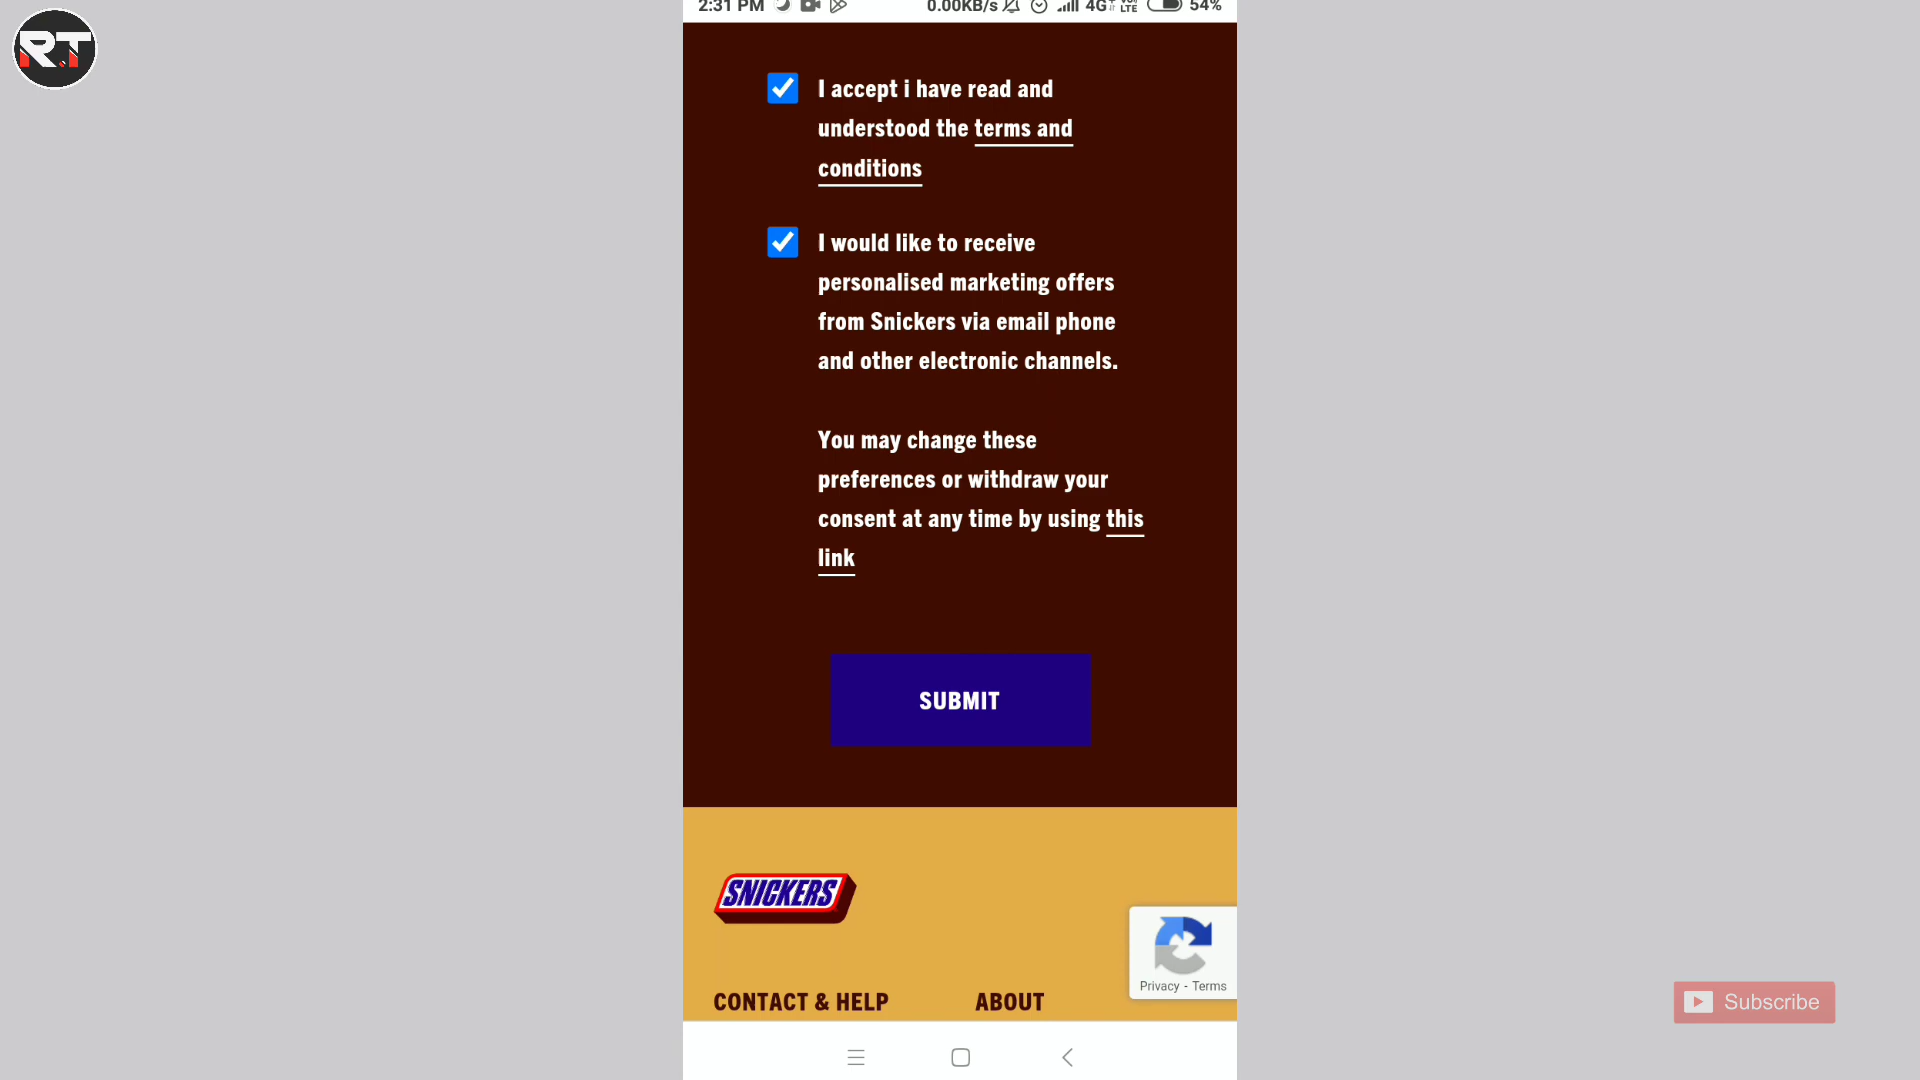 R.T
2:31 PM 0.00KB/s 4G+ VoLTE 54%
I accept i have read and
understood the terms and
conditions
I would like to receive
personalised marketing offers
from Snickers via email phone
and other electronic channels.
You may change these
preferences or withdraw your
consent at any time by using this
link
SUBMIT
SNICKERS
Privacy - Terms
CONTACT & HELP ABOUT
Subscribe